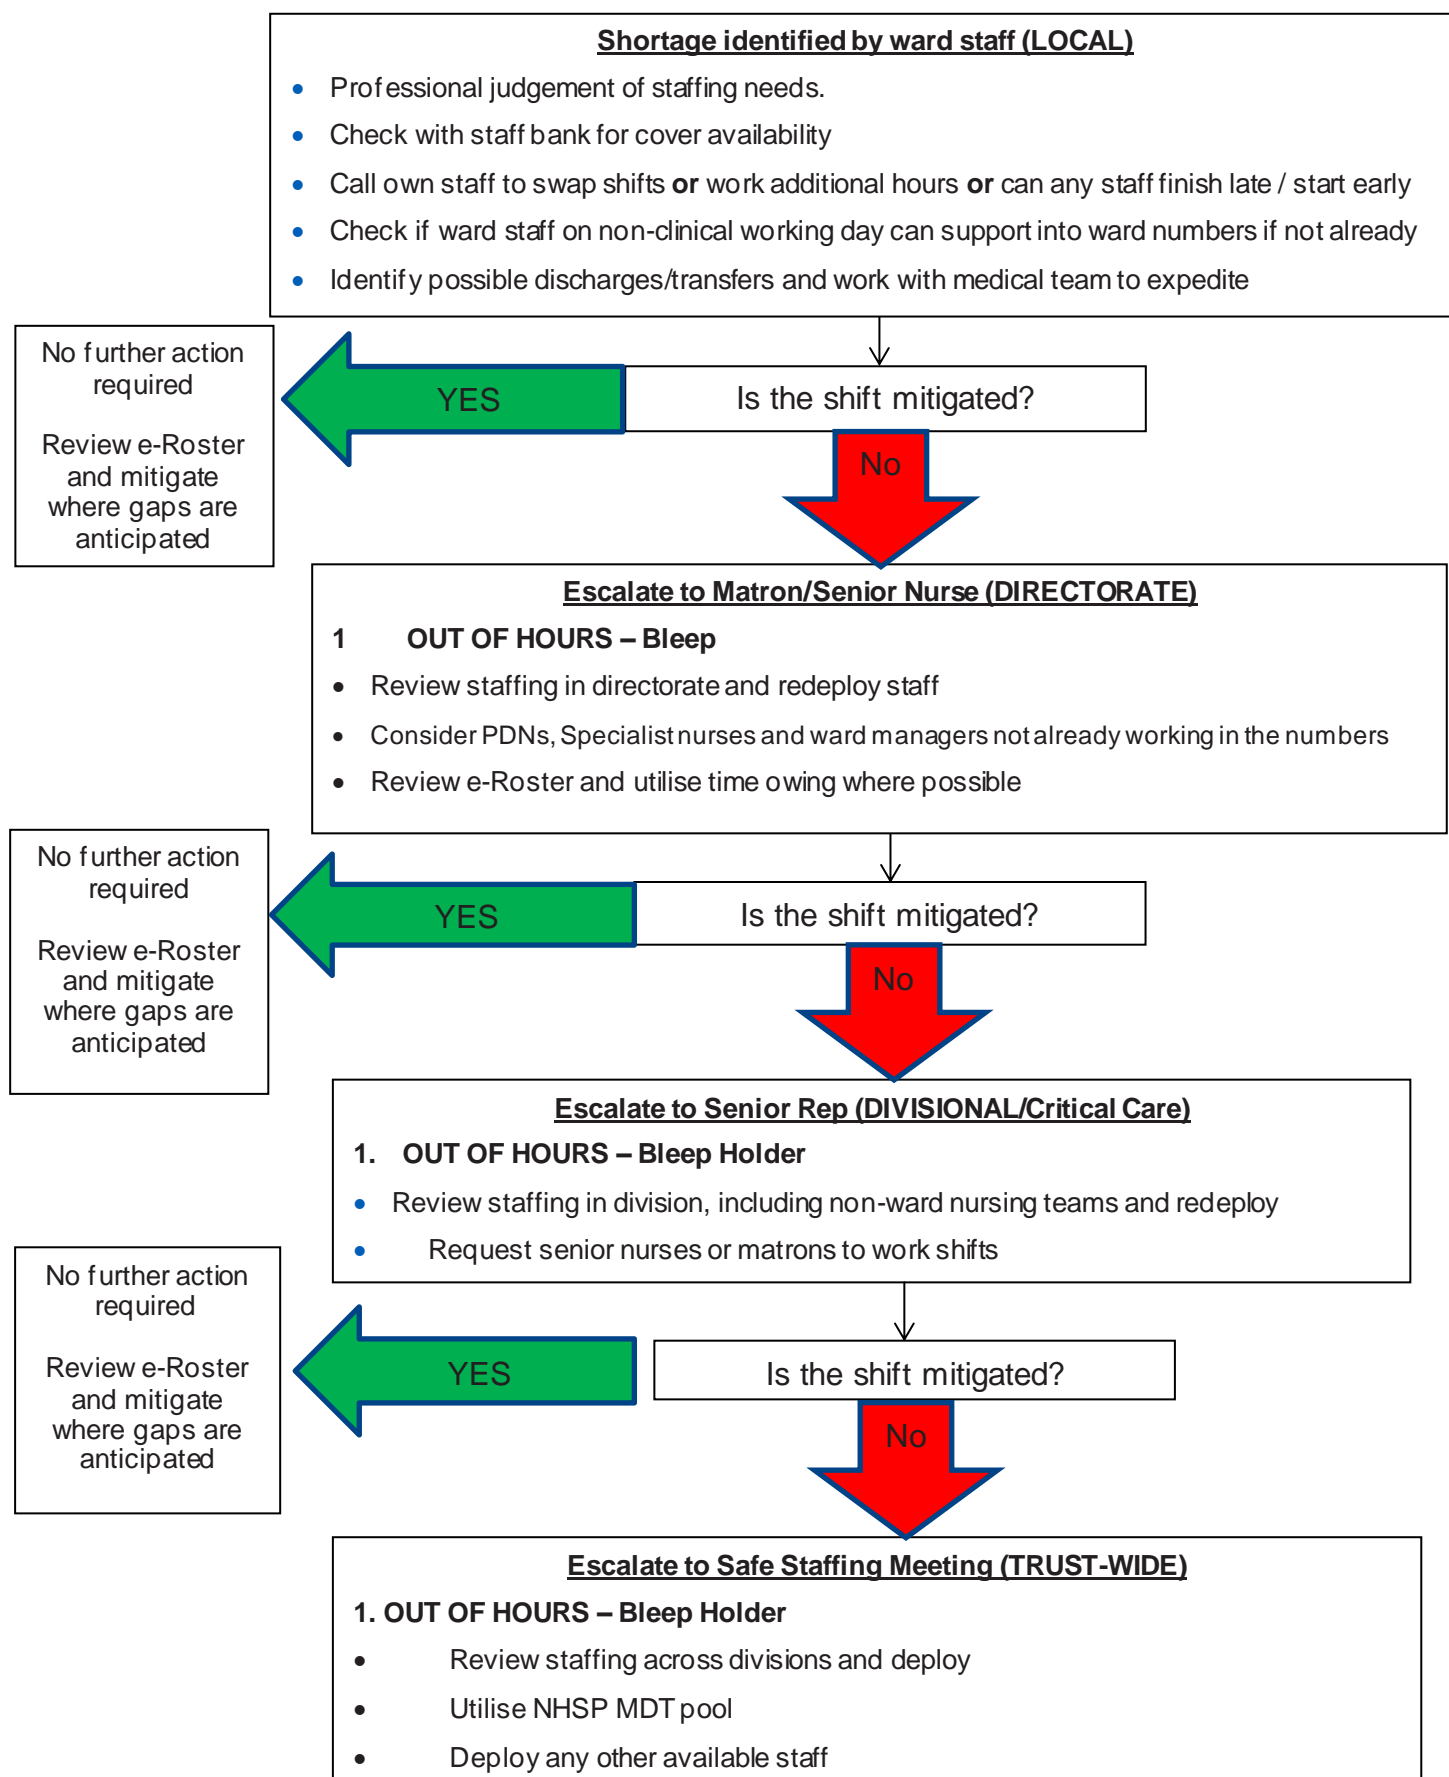 Shortage identified by ward staff (LOCAL)
• Professional judgement of staffing needs.
• Check with staff bank for cover availability
• Call own staff to swap shifts or work additional hours or can any staff finish late / start early
• Check if ward staff on non-clinical working day can support into ward numbers if not already
• Identify possible discharges/transfers and work with medical team to expedite
No further action
required
Review e-Roster
and mitigate
where gaps are
anticipated
YES
Is the shift mitigated?
No
Escalate to Matron/Senior Nurse (DIRECTORATE)
1 OUT OF HOURS – Bleep
• Review staffing in directorate and redeploy staff
• Consider PDNs, Specialist nurses and ward managers not already working in the numbers
• Review e-Roster and utilise time owing where possible
No further action
required
Review e-Roster
and mitigate
where gaps are
anticipated
YES
Is the shift mitigated?
No
Escalate to Senior Rep (DIVISIONAL/Critical Care)
1. OUT OF HOURS – Bleep Holder
• Review staffing in division, including non-ward nursing teams and redeploy
• Request senior nurses or matrons to work shifts
No further action
required
Review e-Roster
and mitigate
where gaps are
anticipated
YES
Is the shift mitigated?
No
Escalate to Safe Staffing Meeting (TRUST-WIDE)
1. OUT OF HOURS – Bleep Holder
• Review staffing across divisions and deploy
• Utilise NHSP MDT pool
• Deploy any other available staff